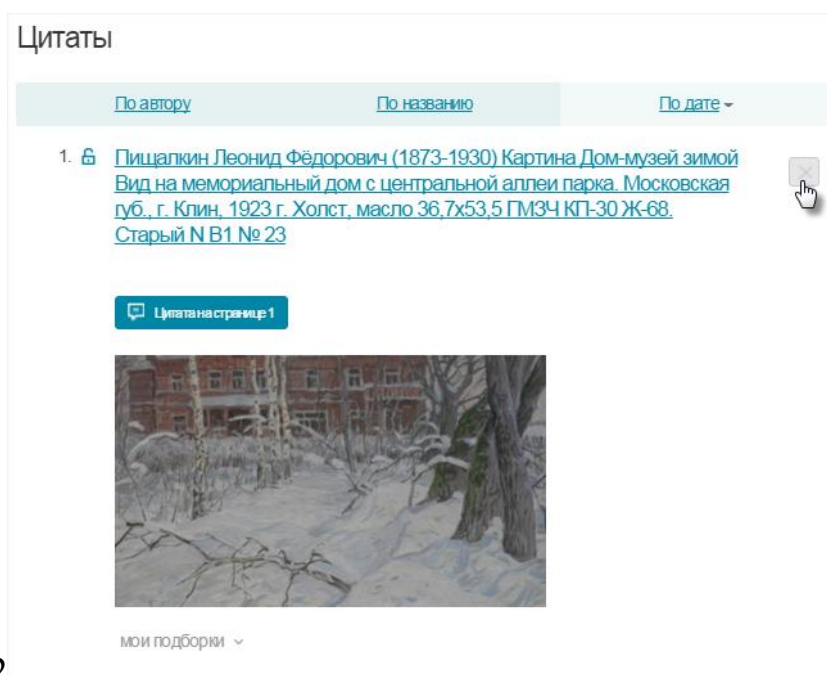 Цитаты
По автору По названию По дате
1. Пищалкин Леонид Фёдорович (1873-1930) Картина Дом-музей зимой
Вид на мемориальный дом с центральной аллеи парка. Московская
губ., г. Клин, 1923 г. Холст, масло 36,7х53,5 ГМЗЧ КП-30 Ж-68.
Старый N В1 № 23
Цитата на странице 1
мои подборки